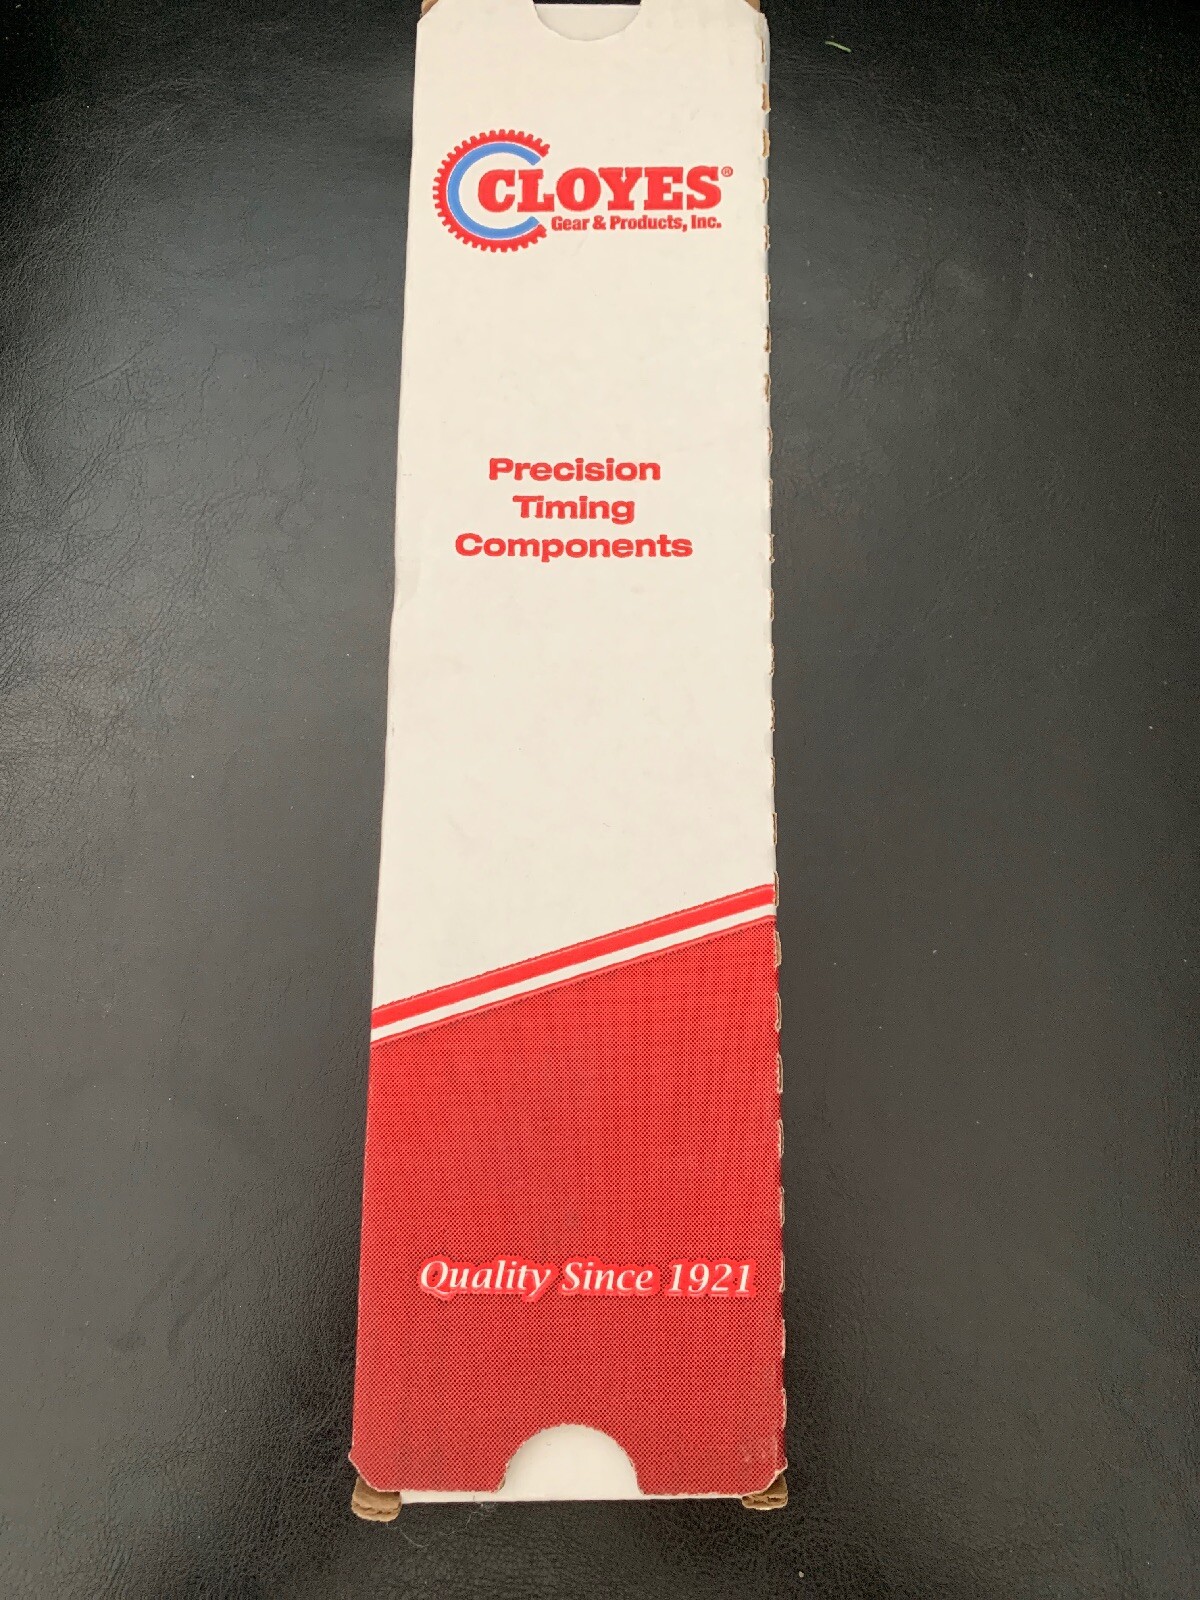 CLOYES®
Gear & Products, Inc.
Precision
Timing
Components
Quality Since 1921